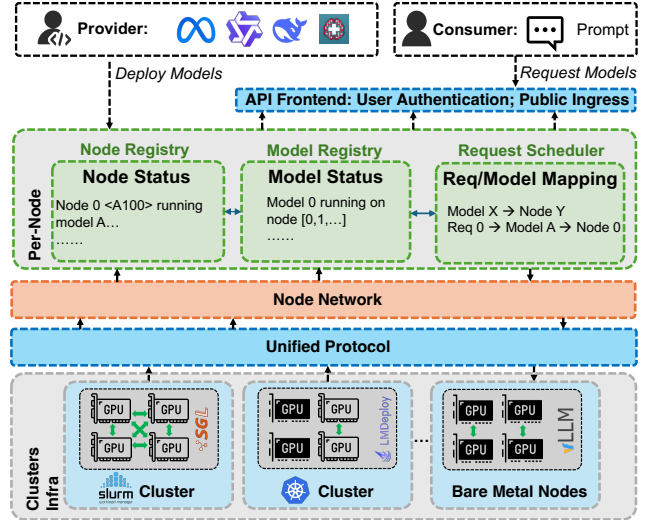 Provider:
Consumer:
Prompt
Deploy Models
Request Models
API Frontend: User Authentication; Public Ingress
Per-Node
Node Registry
Node Status
Node 0 <A100> running
model A…
……
Model Registry
Model Status
Model 0 running on
node [0,1,…]
……
Request Scheduler
Req/Model Mapping
Model X → Node Y
Req 0 → Model A → Node 0
Node Network
Unified Protocol
Clusters
Infra
GPU
GPU
GPU
GPU
SGL
slurm
workload manager
Cluster
GPU
GPU
GPU
GPU
LMDeploy
Cluster
...
GPU
GPU
GPU
GPU
vLLM
Bare Metal Nodes